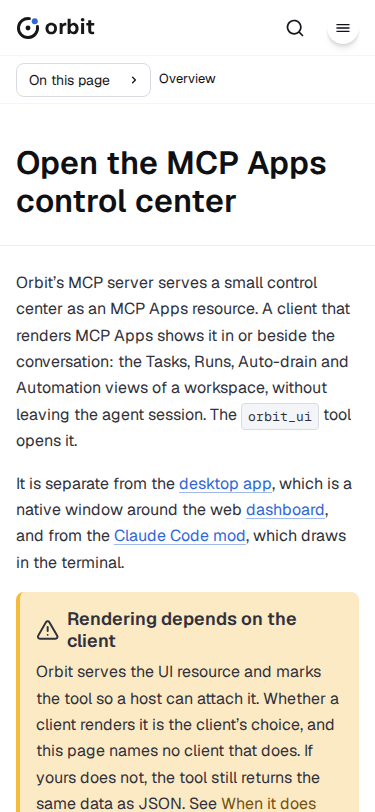 orbit
On this page
Overview
Open the MCP Apps
control center
Orbit’s MCP server serves a small control
center as an MCP Apps resource. A client that
renders MCP Apps shows it in or beside the
conversation: the Tasks, Runs, Auto-drain and
Automation views of a workspace, without
leaving the agent session. The orbit_ui tool
opens it.
It is separate from the desktop app, which is a
native window around the web dashboard,
and from the Claude Code mod, which draws
in the terminal.
Rendering depends on the
client
Orbit serves the UI resource and marks
the tool so a host can attach it. Whether a
client renders it is the client’s choice, and
this page names no client that does. If
yours does not, the tool still returns the
same data as JSON. See When it does